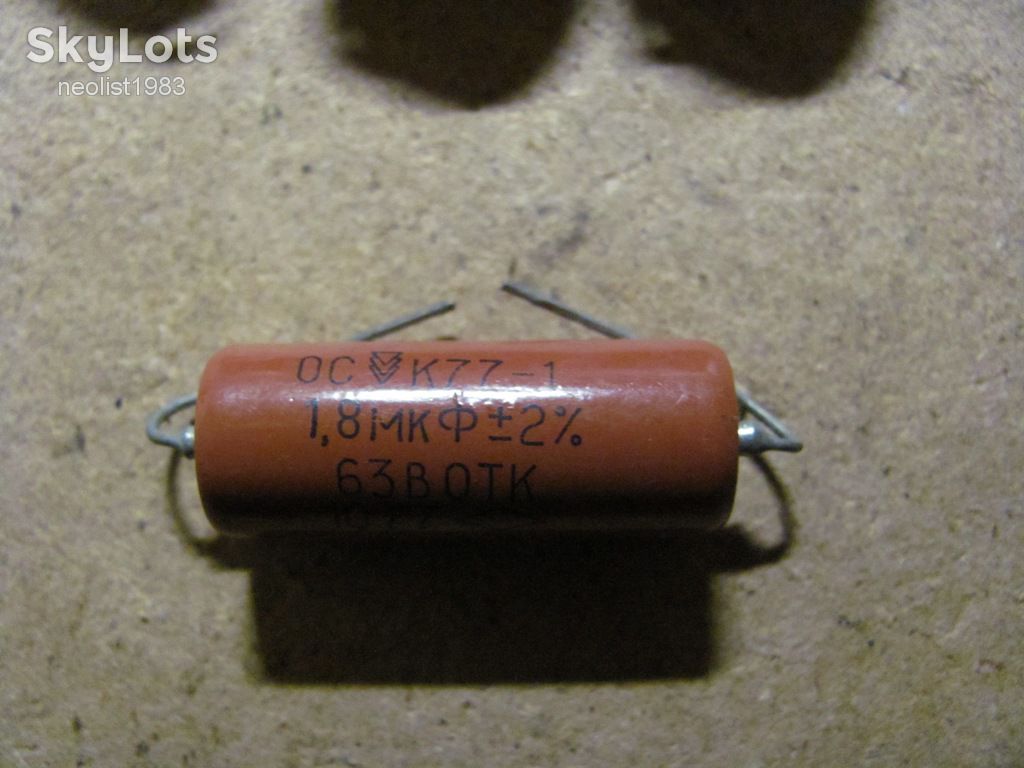 SkyLots
neolist1983
ОС К77-1
1,8мкФ±2%
63В ОТК